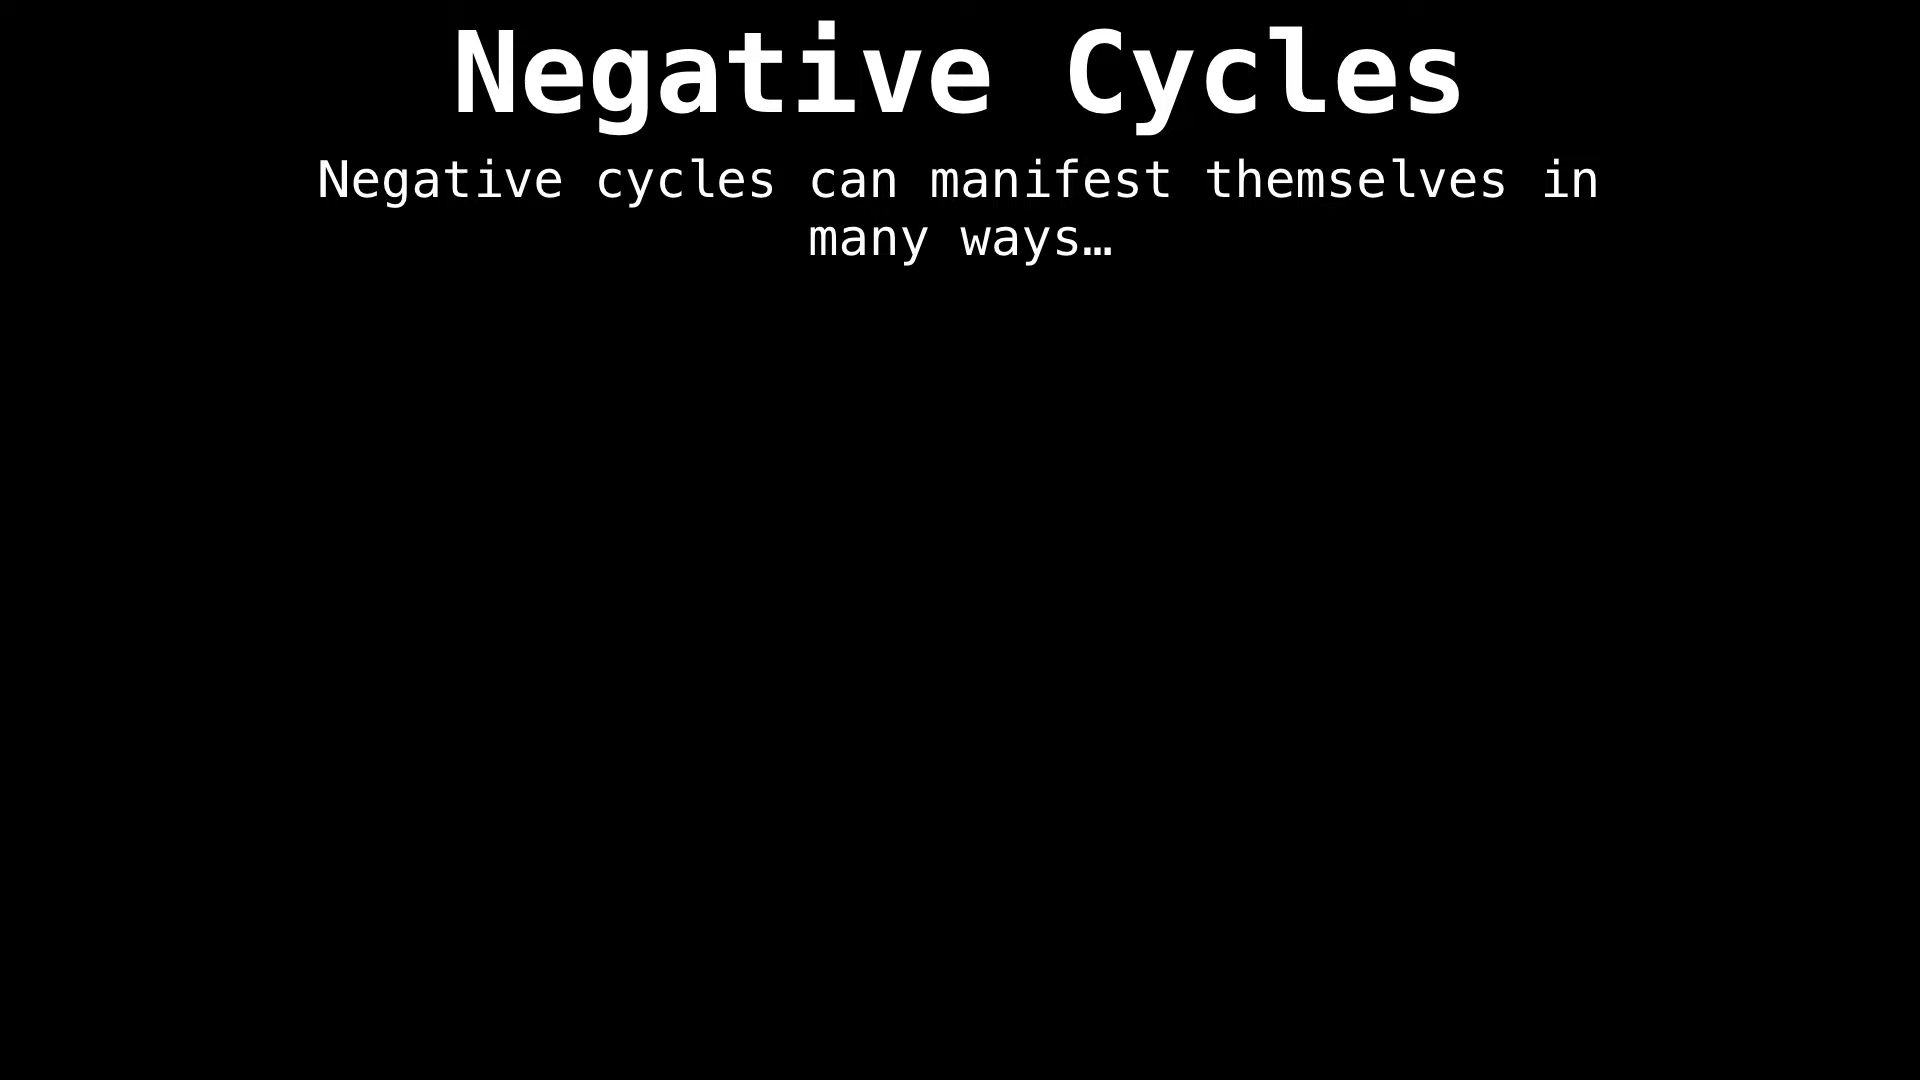 Negative Cycles
Negative cycles can manifest themselves in
many ways…